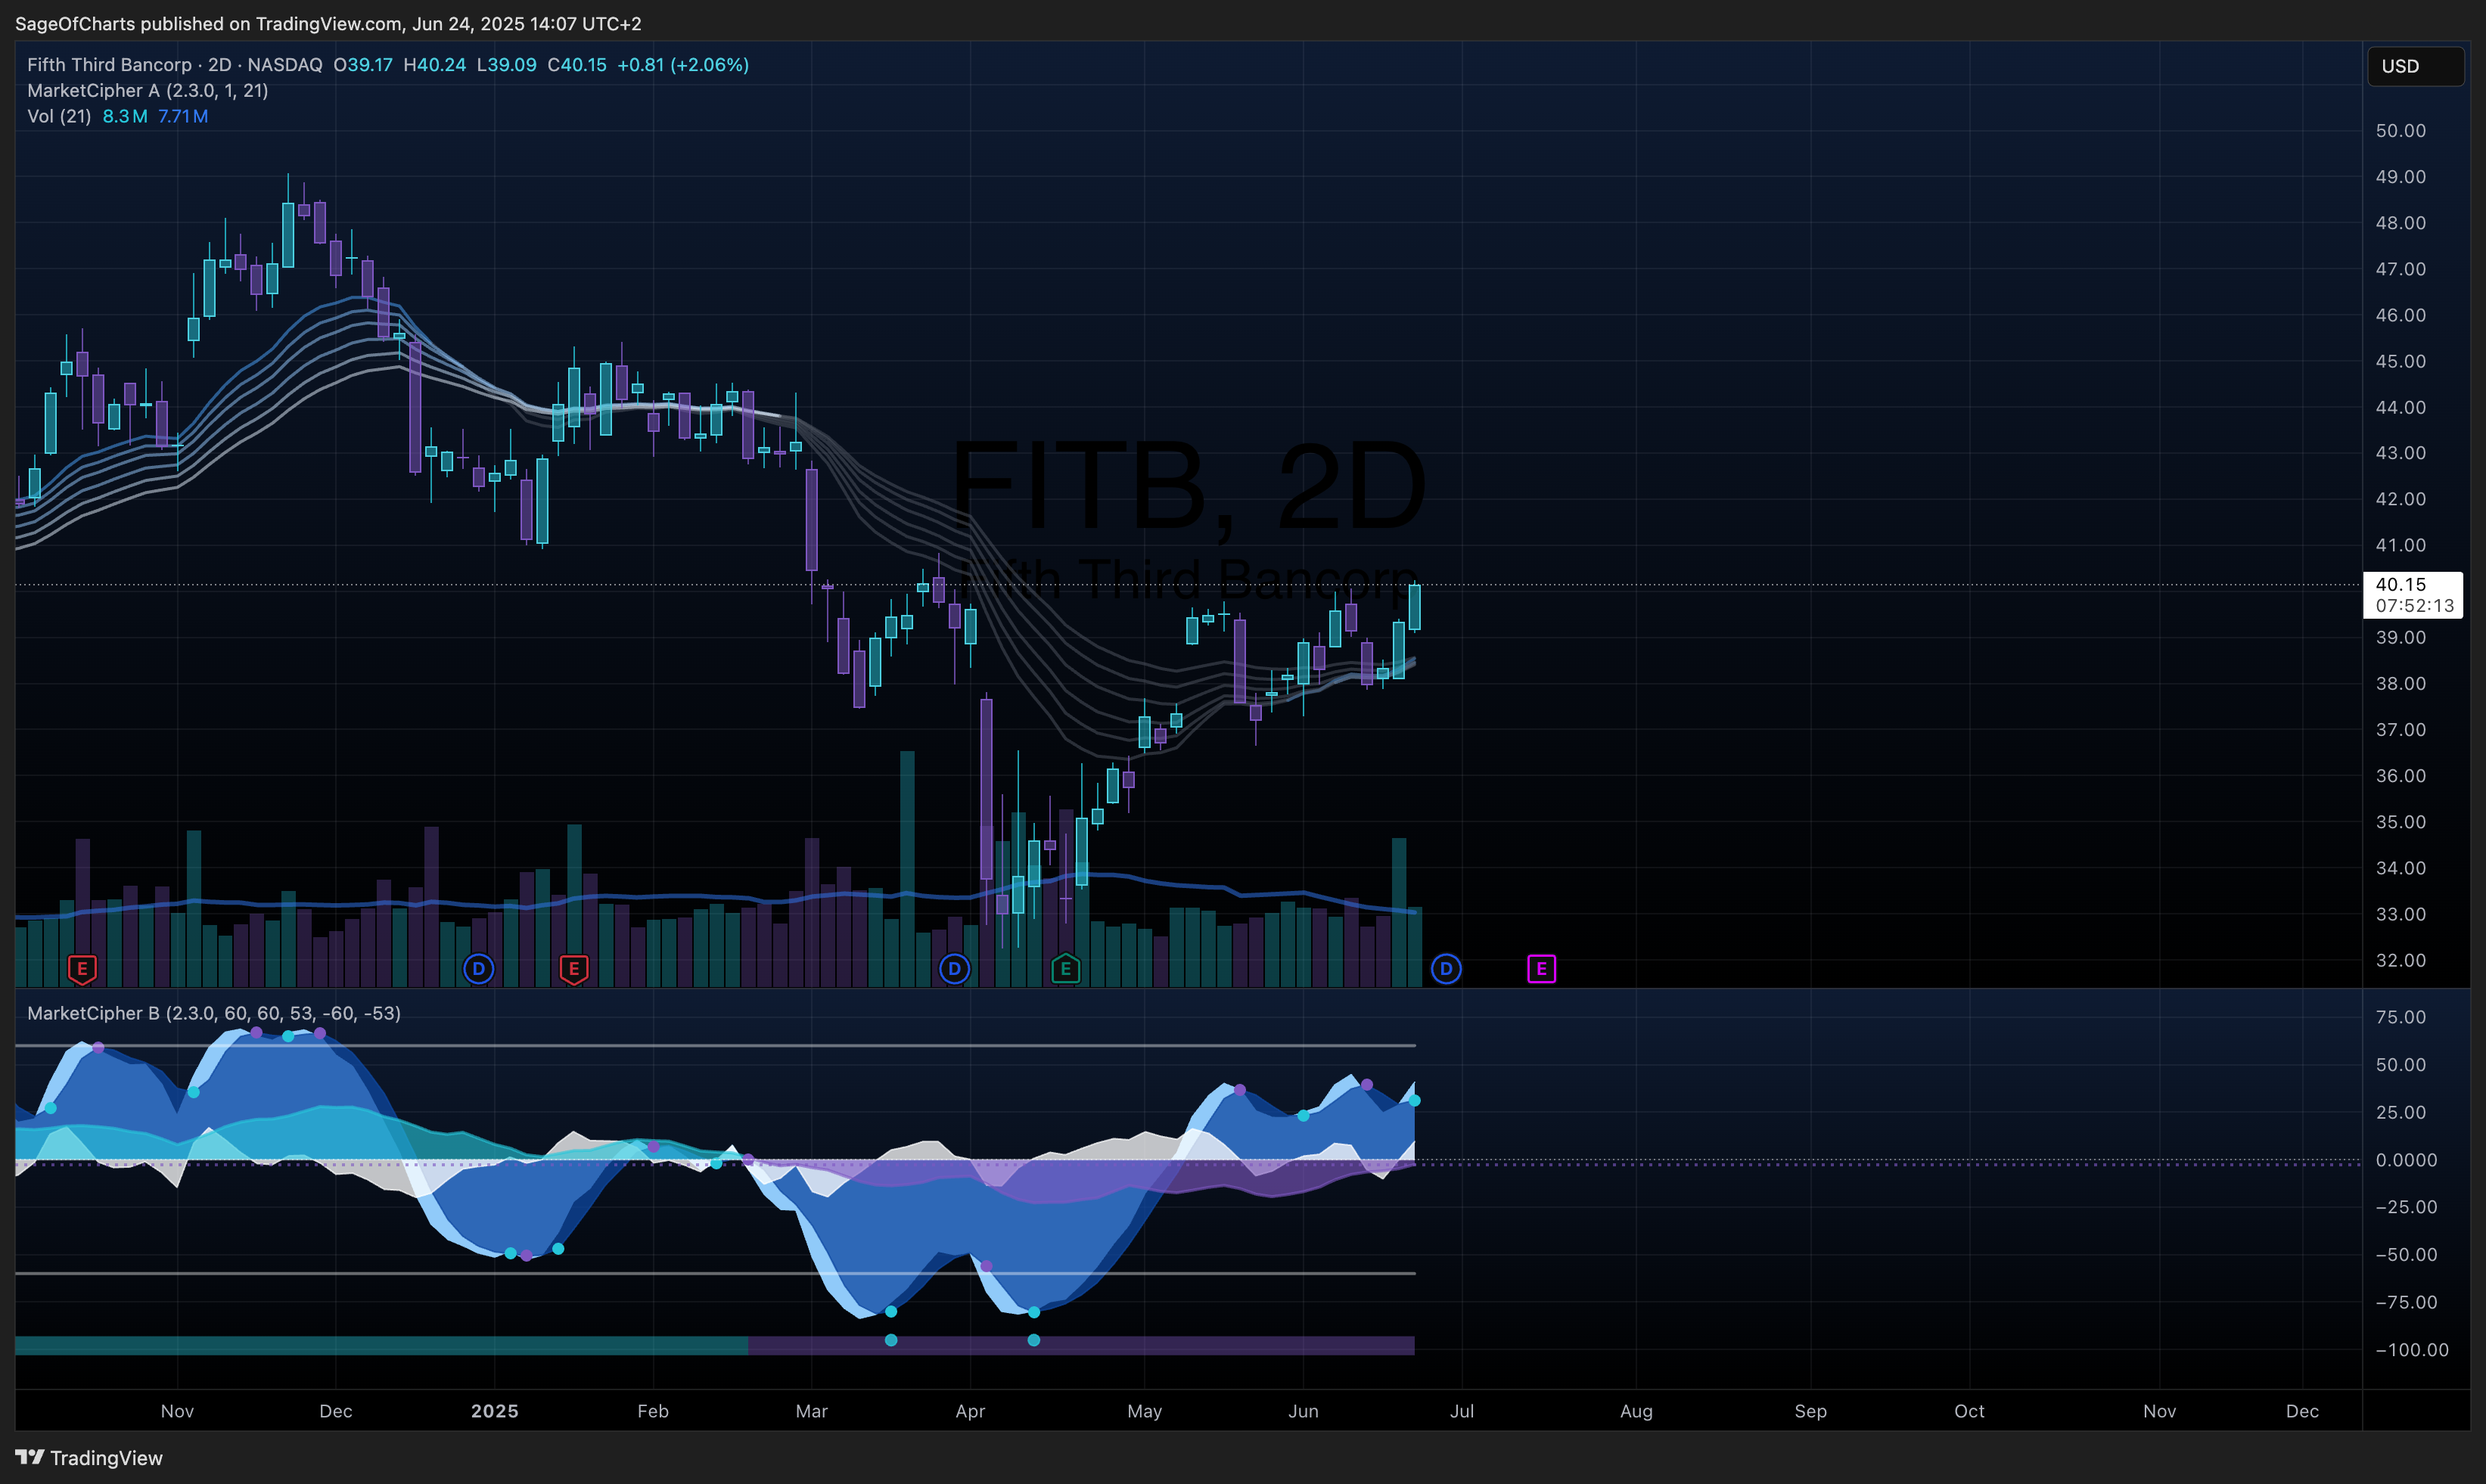 SageOfCharts published on TradingView.com, Jun 24, 2025 14:07 UTC+2
Fifth Third Bancorp · 2D · NASDAQ O39.17 H40.24 L39.09 C40.15 +0.81 (+2.06%)
USD
MarketCipher A (2.3.0, 1, 21)
Vol (21) 8.3 M 7.71 M
50.00
49.00
48.00
47.00
46.00
45.00
44.00
43.00
42.00
41.00
FITB, 2D
Fifth Third Bancorp
40.15
07:52:13
39.00
38.00
37.00
36.00
35.00
34.00
33.00
32.00
E D E D E D E
MarketCipher B (2.3.0, 60, 60, 53, -60, -53)
75.00
50.00
25.00
0.0000
−25.00
−50.00
−75.00
−100.00
Nov Dec 2025 Feb Mar Apr May Jun Jul Aug Sep Oct Nov Dec
TradingView